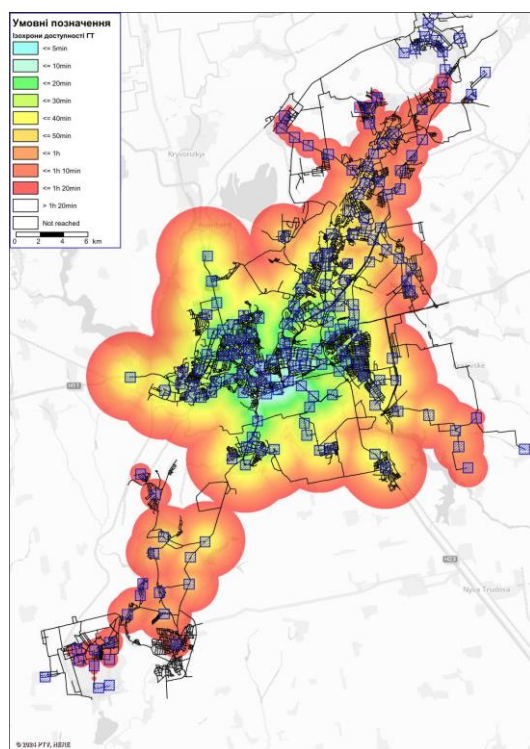 Умовні позначення
Ізохрони доступності ГТ
<= 5min
<= 10min
<= 20min
<= 30min
<= 40min
<= 50min
<= 1h
<= 1h 10min
<= 1h 20min
> 1h 20min
Not reached
0 2 4 6 km
Kryvorizkyi
Nyva Trudova
© 2024 PTV, HERE